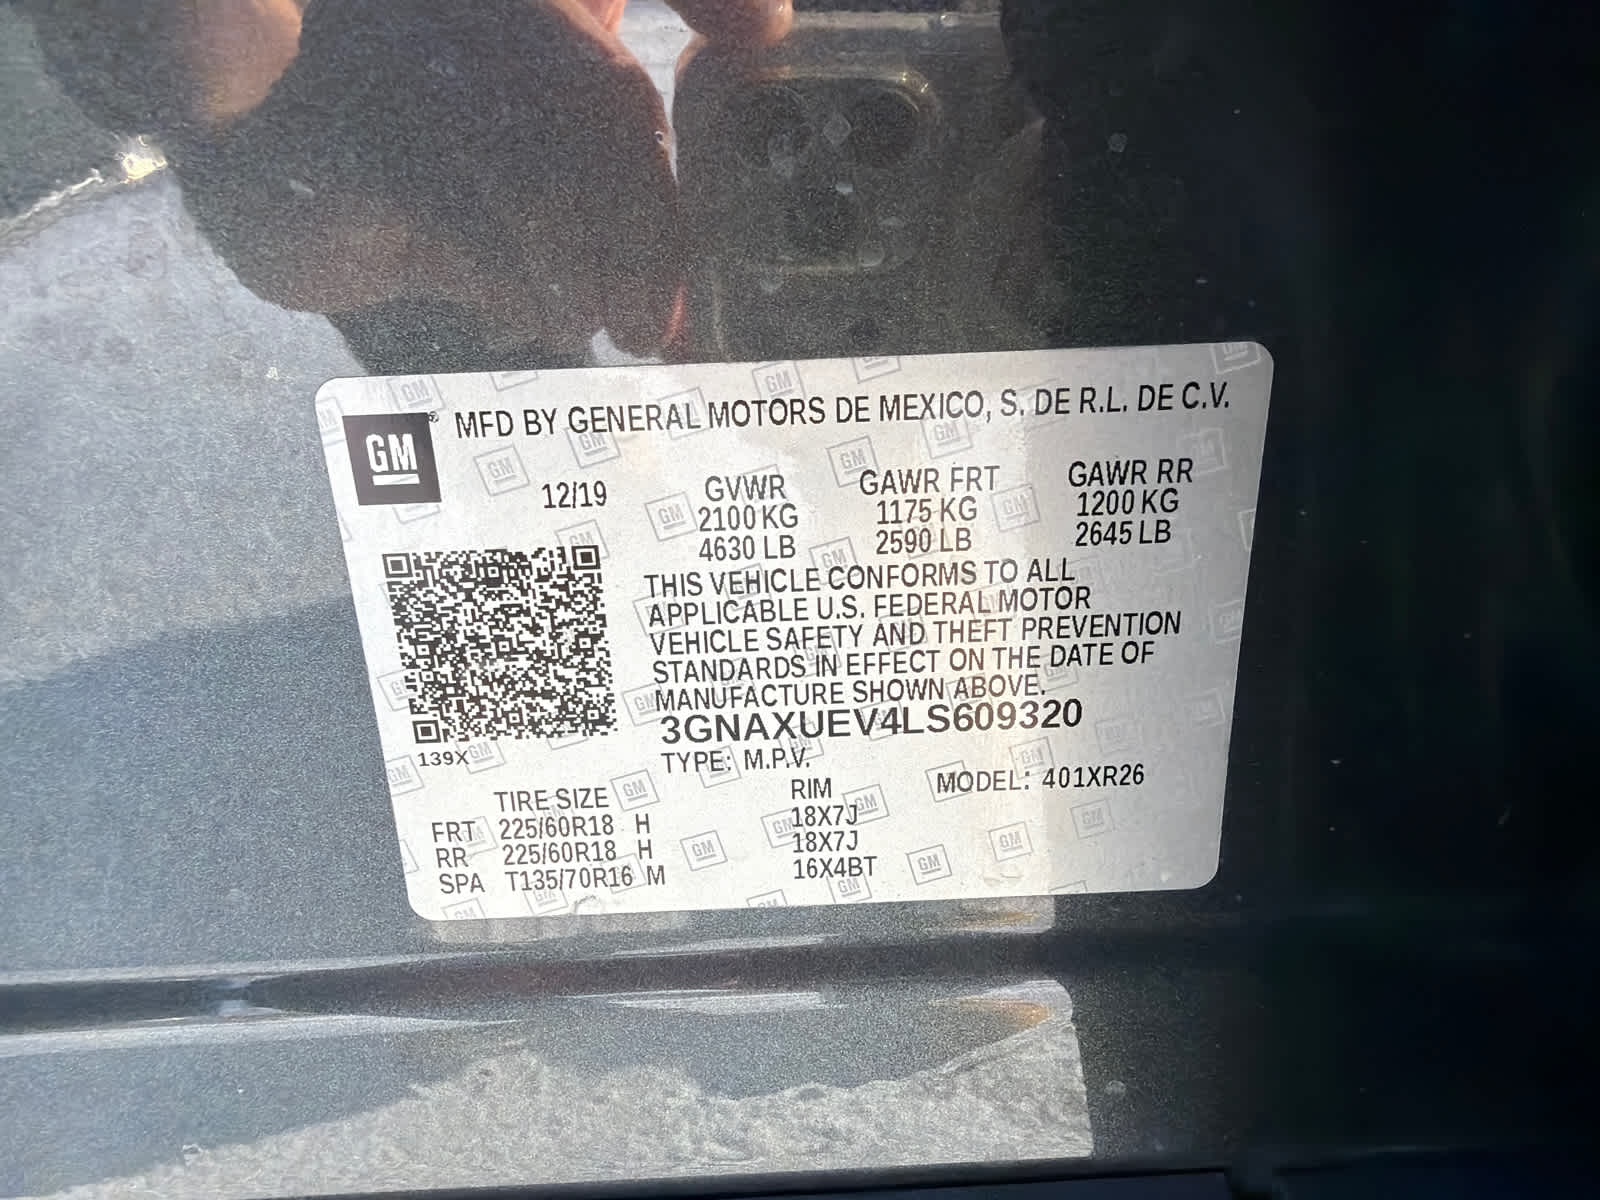 GM® MFD BY GENERAL MOTORS DE MEXICO, S. DE R.L. DE C.V.
12/19
GVWR GAWR FRT GAWR RR
2100 KG 1175 KG 1200 KG
4630 LB 2590 LB 2645 LB
THIS VEHICLE CONFORMS TO ALL
APPLICABLE U.S. FEDERAL MOTOR
VEHICLE SAFETY AND THEFT PREVENTION
STANDARDS IN EFFECT ON THE DATE OF
MANUFACTURE SHOWN ABOVE.
3GNAXUEV4LS609320
139X
TYPE: M.P.V.
MODEL: 401XR26
TIRE SIZE RIM
FRT 225/60R18 H 18X7J
RR 225/60R18 H 18X7J
SPA T135/70R16 M 16X4BT